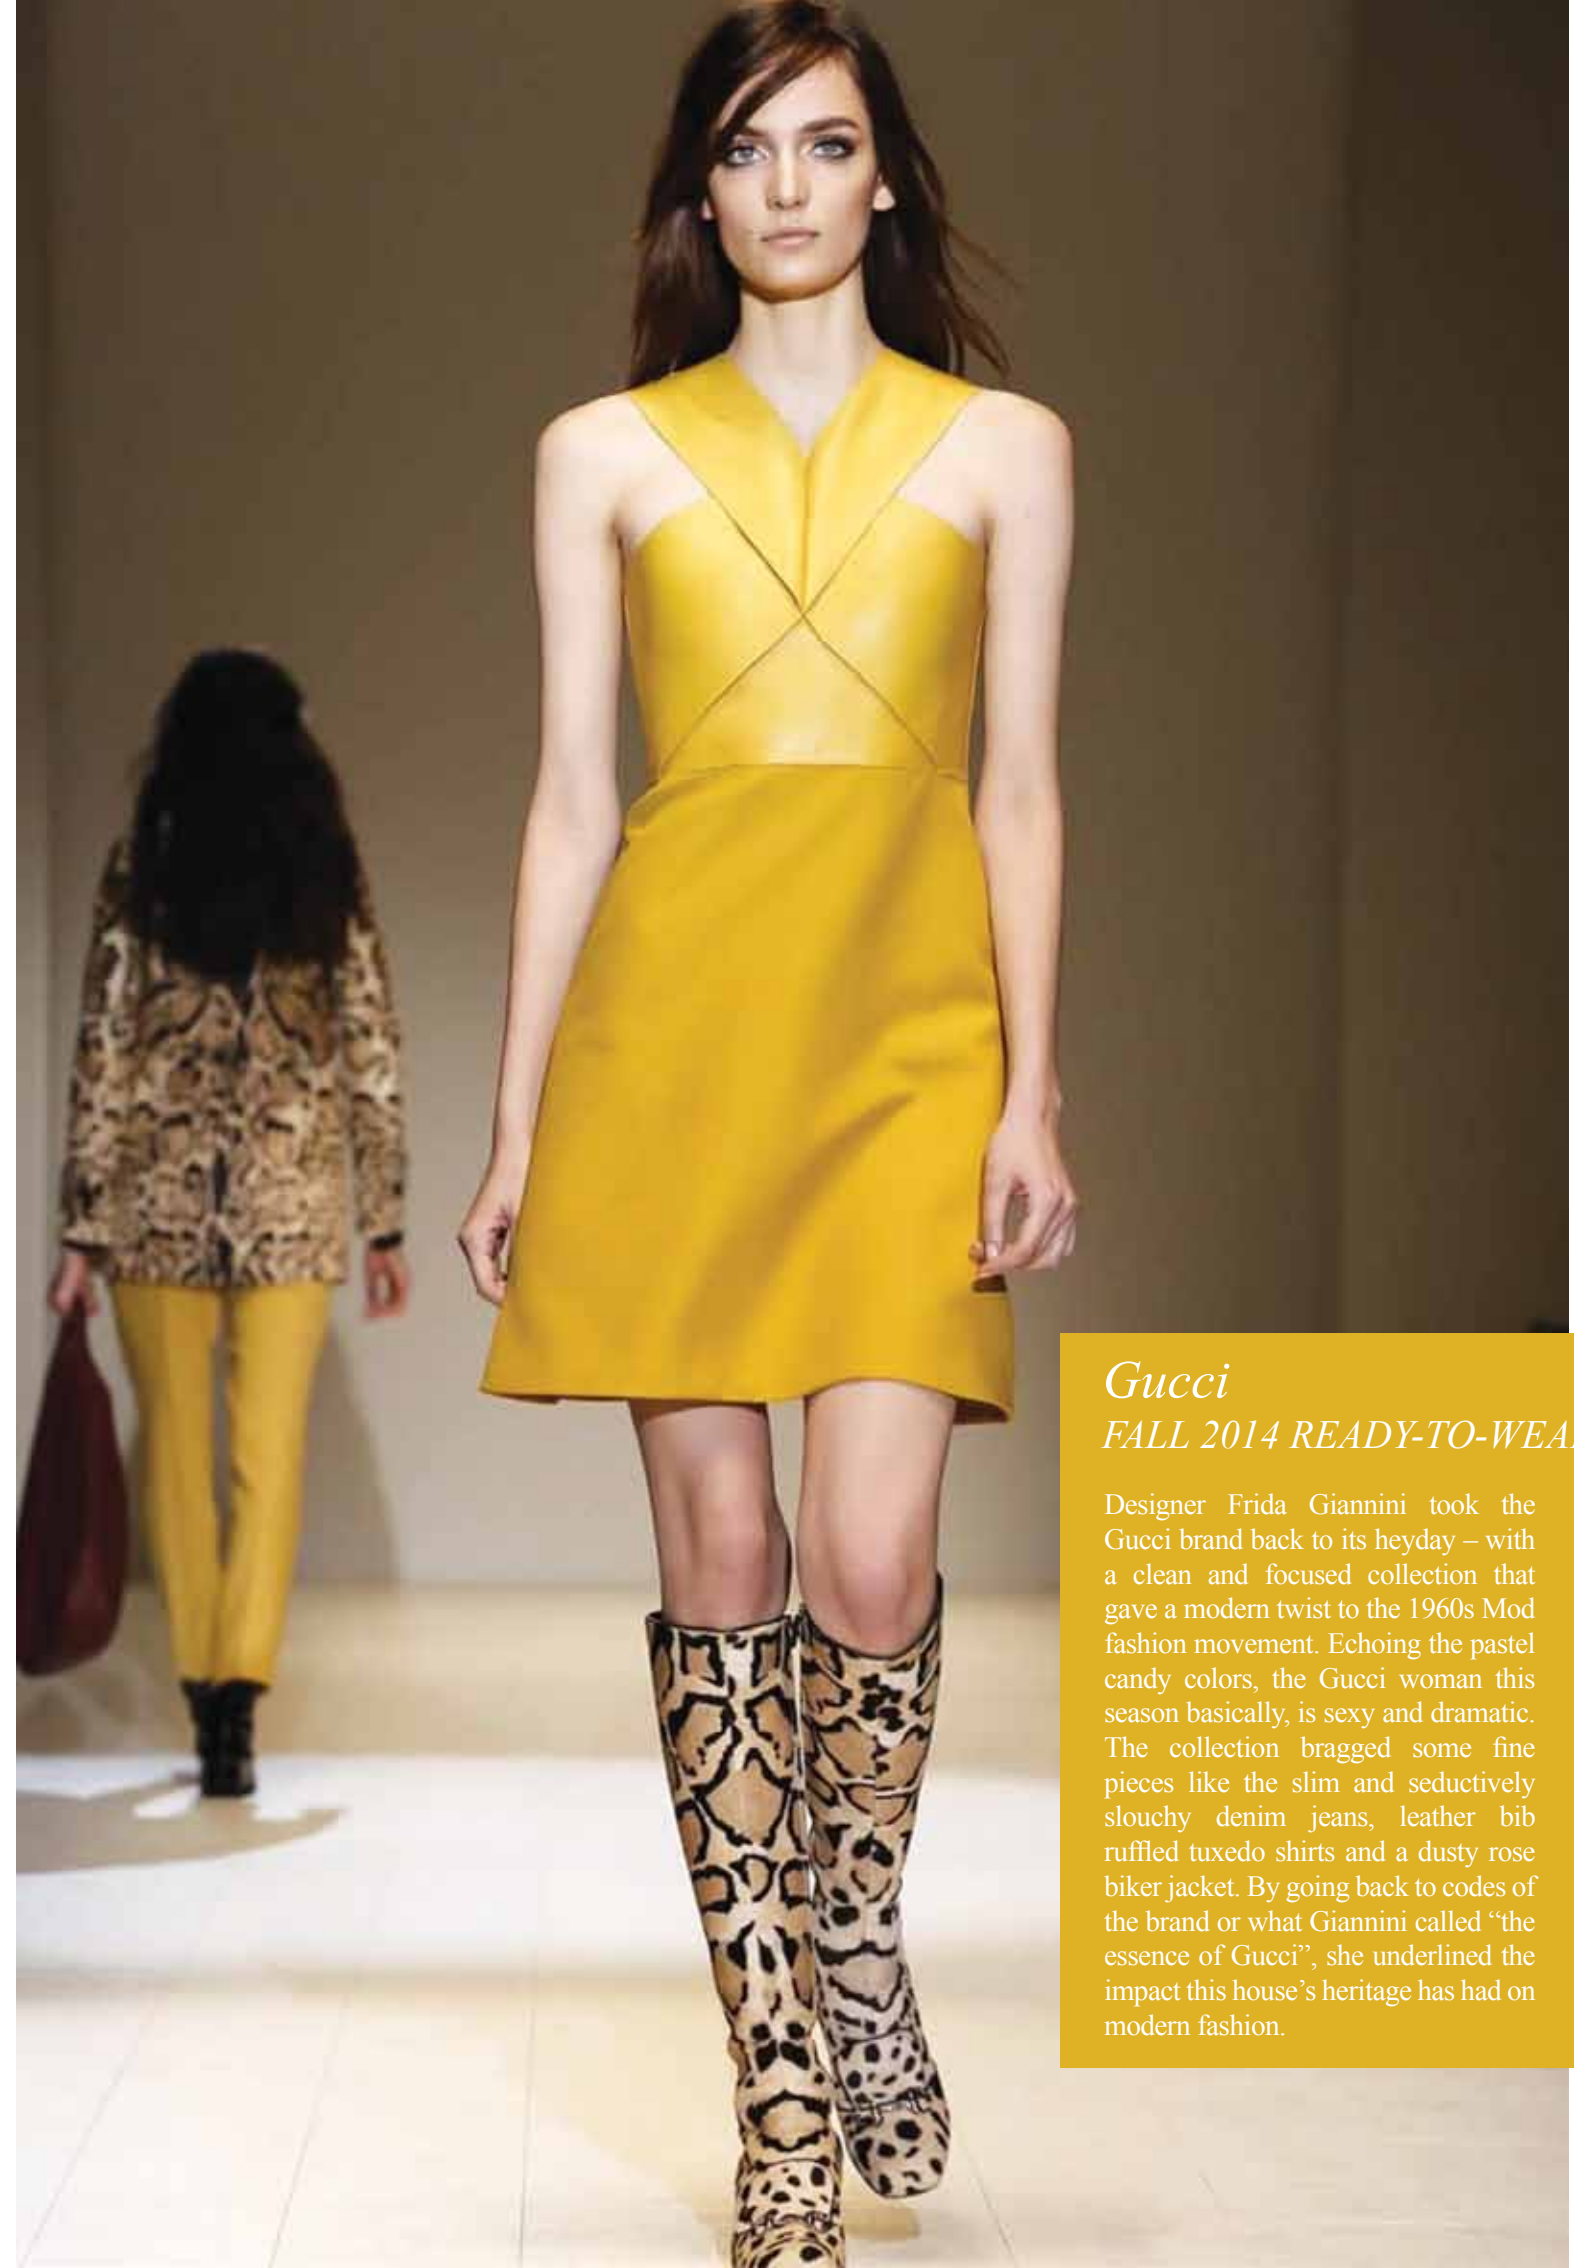 Gucci
FALL 2014 READY-TO-WEA
Designer Frida Giannini took the
Gucci brand back to its heyday – with
a clean and focused collection that
gave a modern twist to the 1960s Mod
fashion movement. Echoing the pastel
candy colors, the Gucci woman this
season basically, is sexy and dramatic.
The collection bragged some fine
pieces like the slim and seductively
slouchy denim jeans, leather bib
ruffled tuxedo shirts and a dusty rose
biker jacket. By going back to codes of
the brand or what Giannini called “the
essence of Gucci”, she underlined the
impact this house’s heritage has had on
modern fashion.